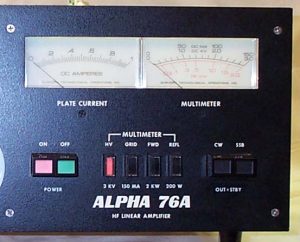 DC AMPERES
PLATE CURRENT
MULTIMETER
MULTIMETER
ON OFF
HV GRID FWD REFL
CW SSB
POWER
3 KV 150 MA 2 KW 200 W
OUT=STBY
ALPHA 76A
HF LINEAR AMPLIFIER